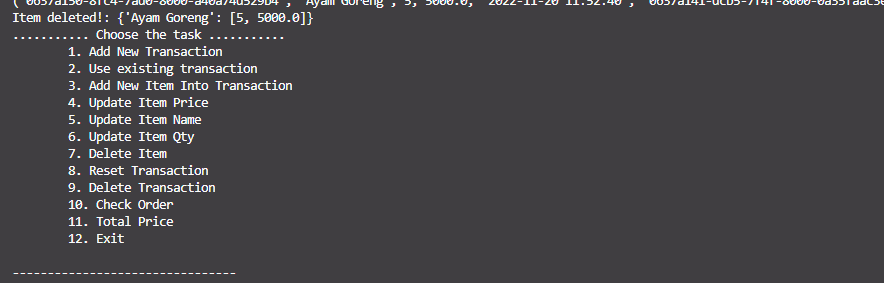 'Ayam Goreng', 5, 5000.0, '2022-11-20 11:52:40',
Item deleted!: {'Ayam Goreng': [5, 5000.0]}
........... Choose the task ...........
1. Add New Transaction
2. Use existing transaction
3. Add New Item Into Transaction
4. Update Item Price
5. Update Item Name
6. Update Item Qty
7. Delete Item
8. Reset Transaction
9. Delete Transaction
10. Check Order
11. Total Price
12. Exit
--------------------------------